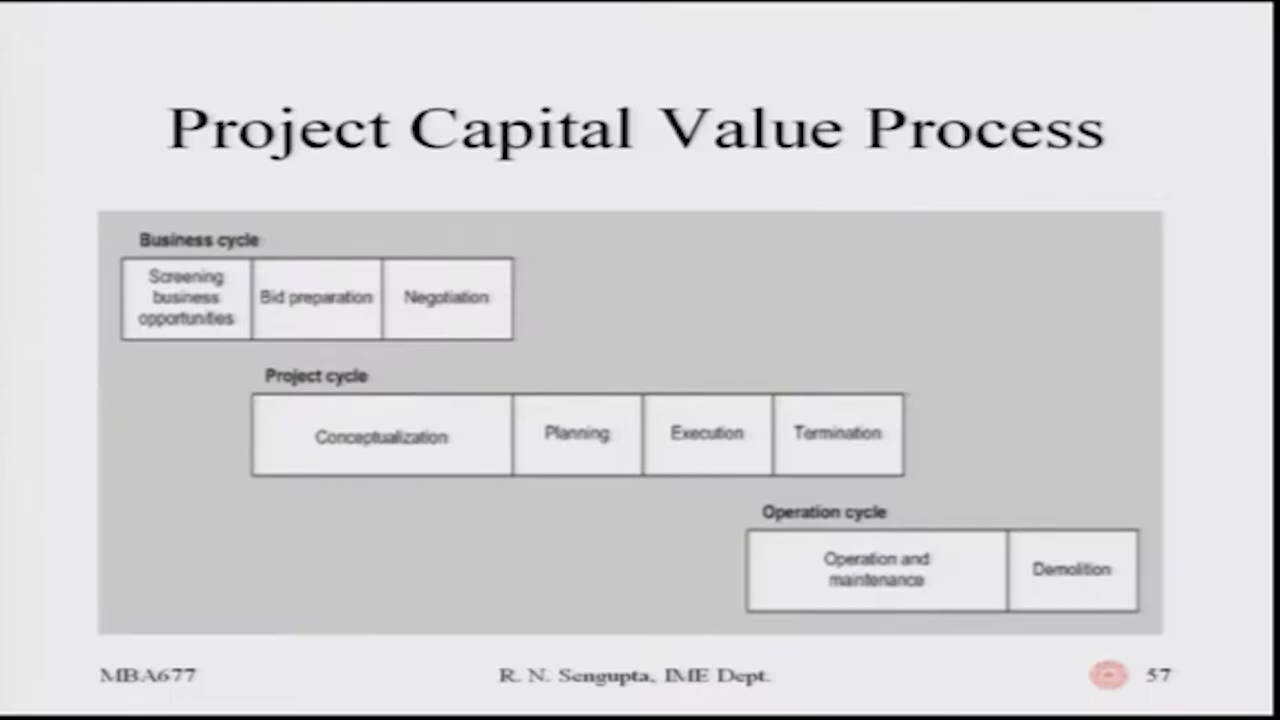 Project Capital Value Process
Business cycle
Screening
business
opportunities
Bid preparation
Negotiation
Project cycle
Conceptualization
Planning
Execution
Termination
Operation cycle
Operation and
maintenance
Demolition
MBA677
R. N. Sengupta, IME Dept.
57